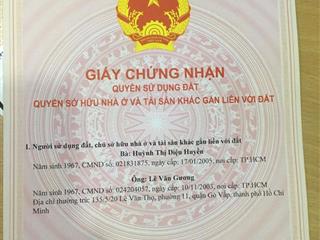 GIẤY CHỨNG NHẬN
QUYỀN SỬ DỤNG ĐẤT
QUYỀN SỞ HỮU NHÀ Ở VÀ TÀI SẢN KHÁC GẮN LIỀN VỚI ĐẤT
I. Người sử dụng đất, chủ sở hữu nhà ở và tài sản khác gắn liền với đất
Bà: Huỳnh Thị Diệu Huyền
Năm sinh 1967, CMND số: 021831875, ngày cấp: 17/01/2005, nơi cấp: TP.HCM
Ông: Lê Văn Gương
Năm sinh 1967, CMND số: 024204057, ngày cấp: 10/11/2003, nơi cấp: TP.HCM
Địa chỉ thường trú: 135/5/20 Lê Văn Thọ, phường 11, quận Gò Vấp, thành phố Hồ Chí
Minh